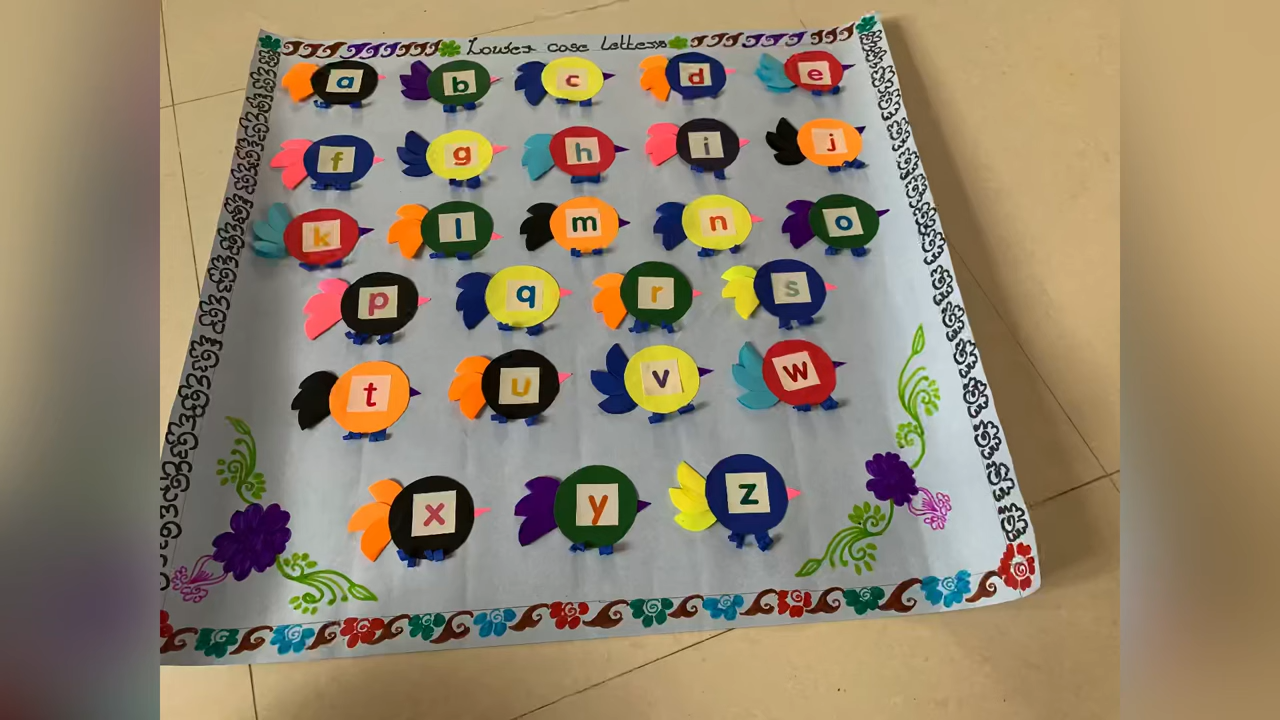 Lower case letters
a b c d e
f g h i j
k l m n o
p q r s
t u v w
x y z